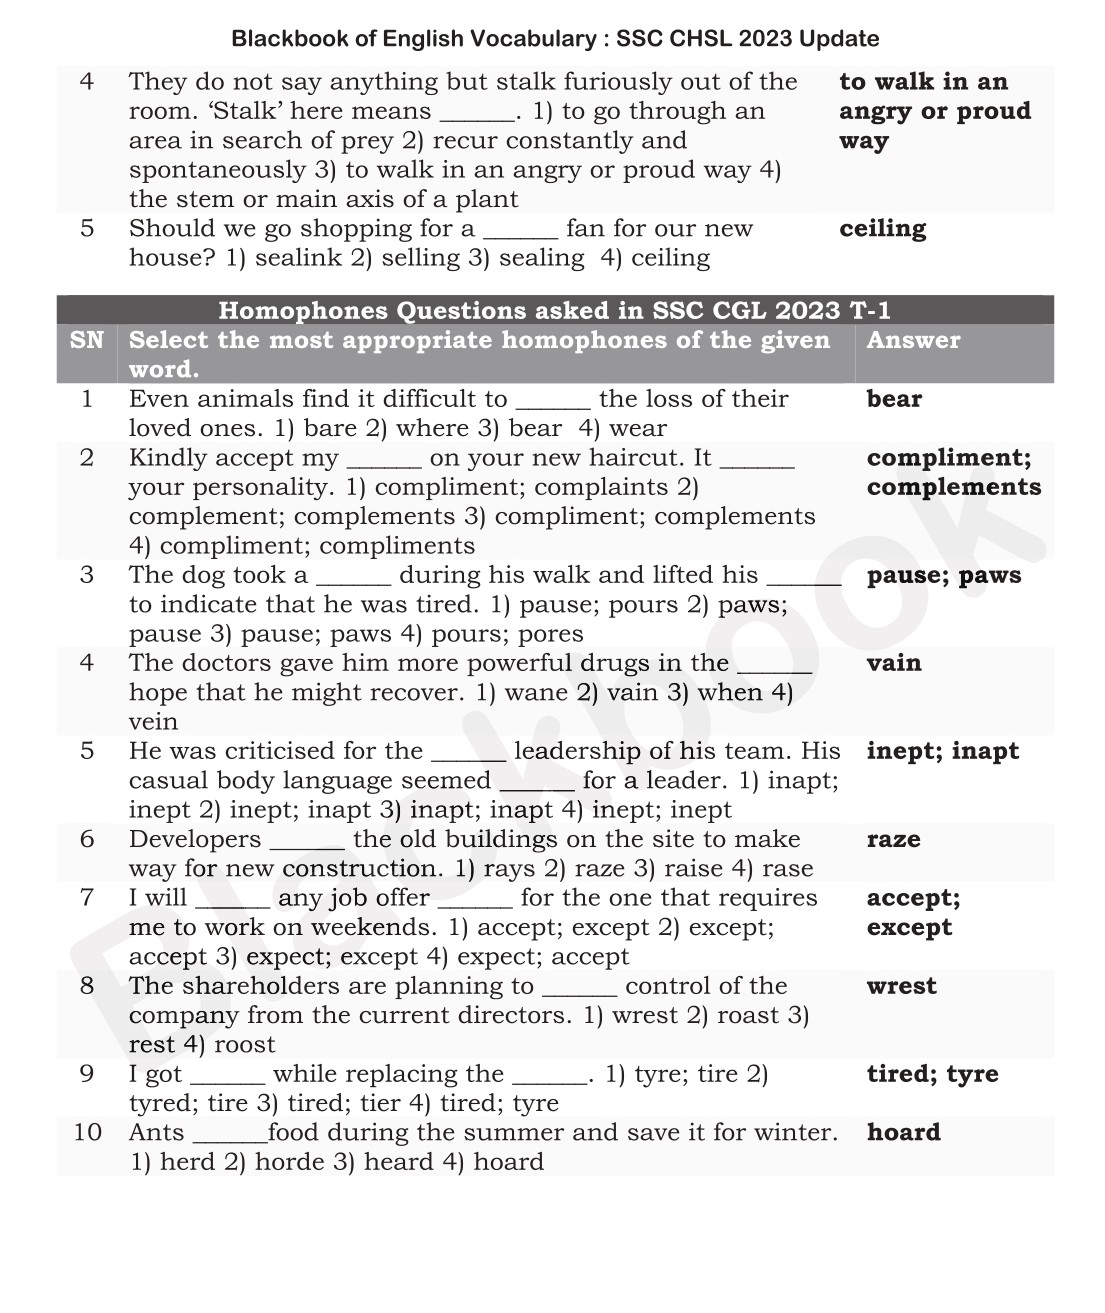 Blackbook of English Vocabulary : SSC CHSL 2023 Update
4 They do not say anything but stalk furiously out of the to walk in an
room. ‘Stalk’ here means ______. 1) to go through an angry or proud
area in search of prey 2) recur constantly and way
spontaneously 3) to walk in an angry or proud way 4)
the stem or main axis of a plant
5 Should we go shopping for a ______ fan for our new ceiling
house? 1) sealink 2) selling 3) sealing 4) ceiling
Homophones Questions asked in SSC CGL 2023 T-1
SN Select the most appropriate homophones of the given Answer
word.
1 Even animals find it difficult to ______ the loss of their bear
loved ones. 1) bare 2) where 3) bear 4) wear
2 Kindly accept my ______ on your new haircut. It ______ compliment;
your personality. 1) compliment; complaints 2) complements
complement; complements 3) compliment; complements
4) compliment; compliments
3 The dog took a ______ during his walk and lifted his ______ pause; paws
to indicate that he was tired. 1) pause; pours 2) paws;
pause 3) pause; paws 4) pours; pores
4 The doctors gave him more powerful drugs in the ______ vain
hope that he might recover. 1) wane 2) vain 3) when 4)
vein
5 He was criticised for the ______ leadership of his team. His inept; inapt
casual body language seemed ______ for a leader. 1) inapt;
inept 2) inept; inapt 3) inapt; inapt 4) inept; inept
6 Developers ______ the old buildings on the site to make raze
way for new construction. 1) rays 2) raze 3) raise 4) rase
7 I will ______ any job offer ______ for the one that requires accept;
me to work on weekends. 1) accept; except 2) except; except
accept 3) expect; except 4) expect; accept
8 The shareholders are planning to ______ control of the wrest
company from the current directors. 1) wrest 2) roast 3)
rest 4) roost
9 I got ______ while replacing the ______. 1) tyre; tire 2) tired; tyre
tyred; tire 3) tired; tier 4) tired; tyre
10 Ants ______food during the summer and save it for winter. hoard
1) herd 2) horde 3) heard 4) hoard
Blackbook